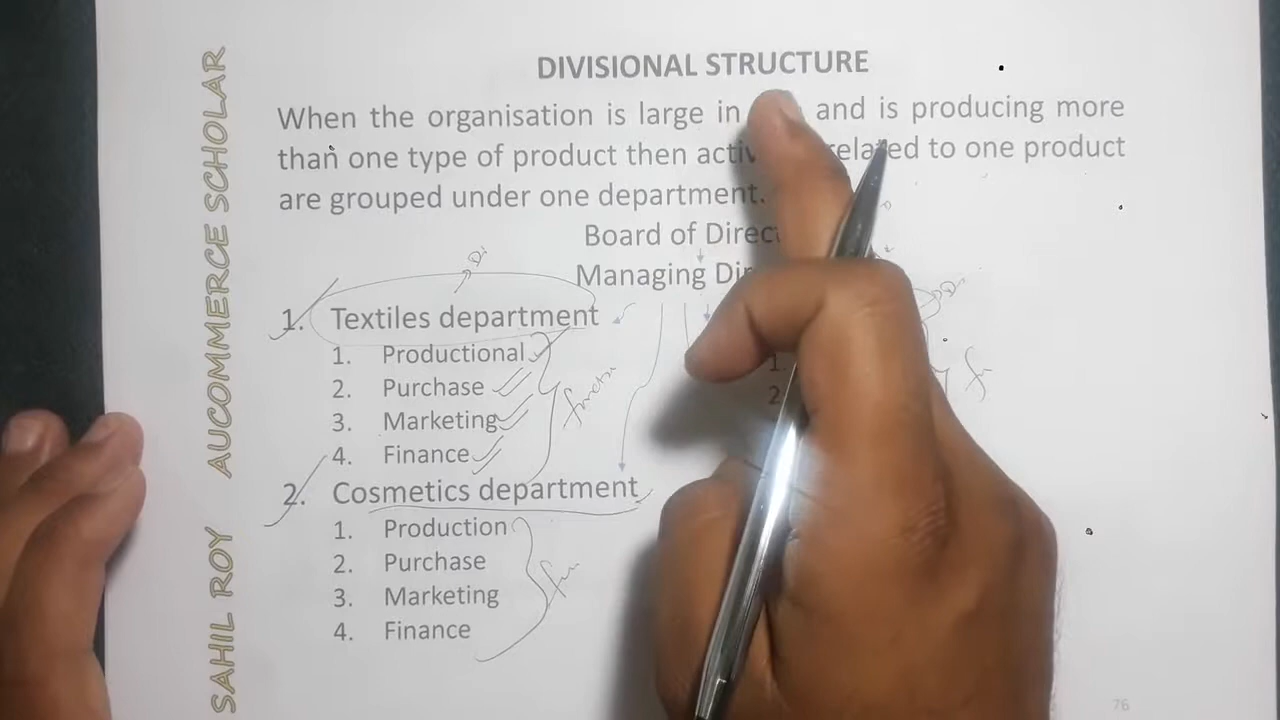 DIVISIONAL STRUCTURE
When the organisation is large in and is producing more
than one type of product then related to one product
are grouped under one department.
Board of
Managing
1. Textiles department
1. Productional
2. Purchase
3. Marketing
4. Finance
2. Cosmetics department
1. Production
2. Purchase
3. Marketing
4. Finance
1.
2.
SAHIL ROY AUCOMMERCE SCHOLAR
76